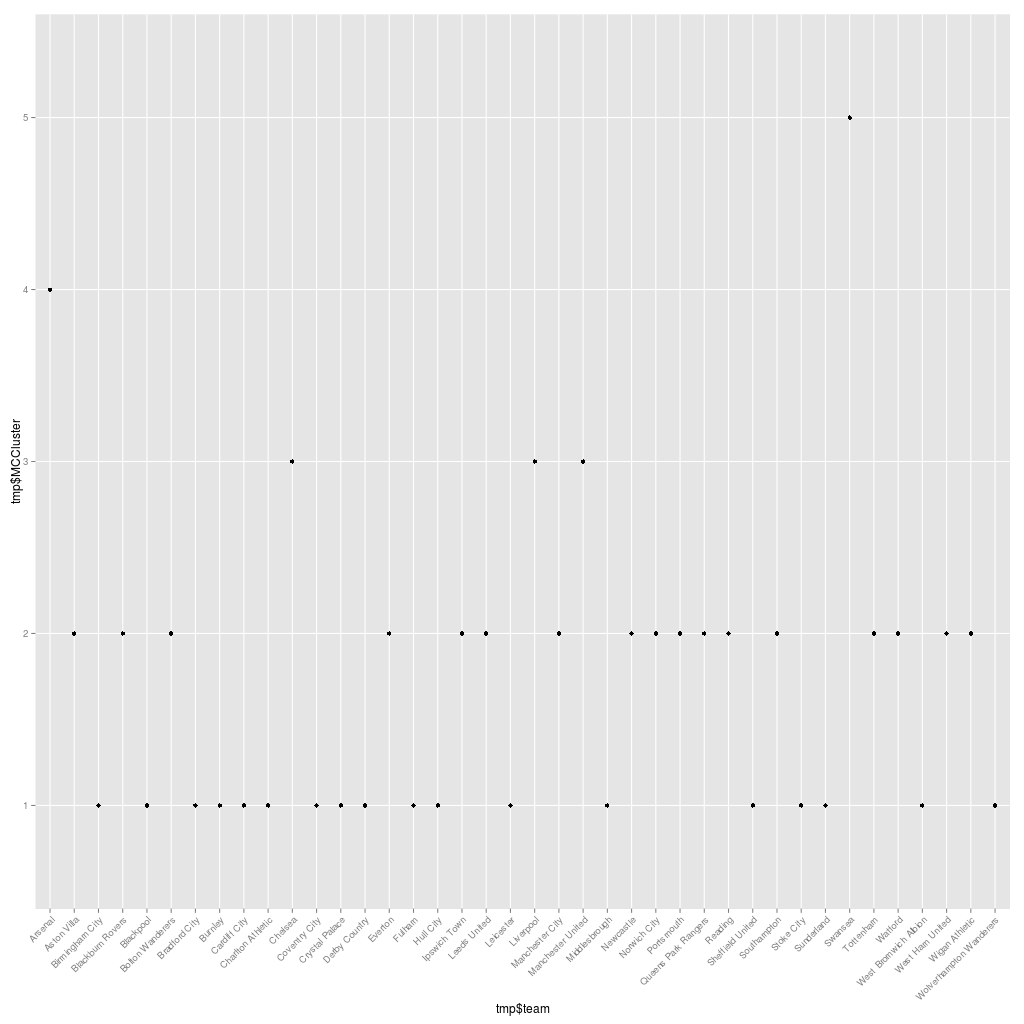 tmp$MCCluster
5
4
3
2
1
Arsenal
Aston Villa
Birmingham City
Blackburn Rovers
Blackpool
Bolton Wanderers
Bradford City
Burnley
Cardiff City
Charlton Athletic
Chelsea
Coventry City
Crystal Palace
Derby Country
Everton
Fulham
Hull City
Ipswich Town
Leeds United
Leicester
Liverpool
Manchester City
Manchester United
Middlesbrough
Newcastle
Norwich City
Portsmouth
Queens Park Rangers
Reading
Sheffield United
Southampton
Stoke City
Sunderland
Swansea
Tottenham
Watford
West Bromwich Albion
West Ham United
Wigan Athletic
Wolverhampton Wanderers
tmp$team